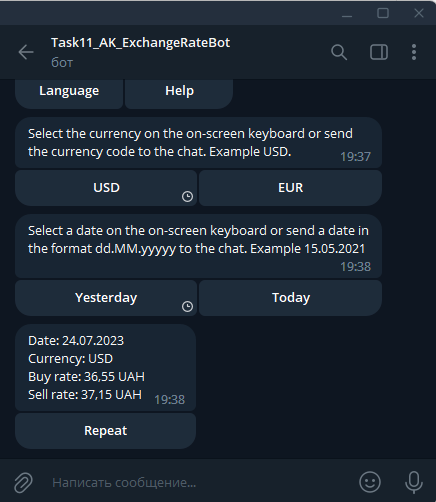 Task11_AK_ExchangeRateBot
бот
Language
Help
Select the currency on the on-screen keyboard or send
the currency code to the chat. Example USD.
19:37
USD
EUR
Select a date on the on-screen keyboard or send a date in
the format dd.MM.yyyyy to the chat. Example 15.05.2021
19:38
Yesterday
Today
Date: 24.07.2023
Currency: USD
Buy rate: 36,55 UAH
Sell rate: 37,15 UAH
19:38
Repeat
Написать сообщение...